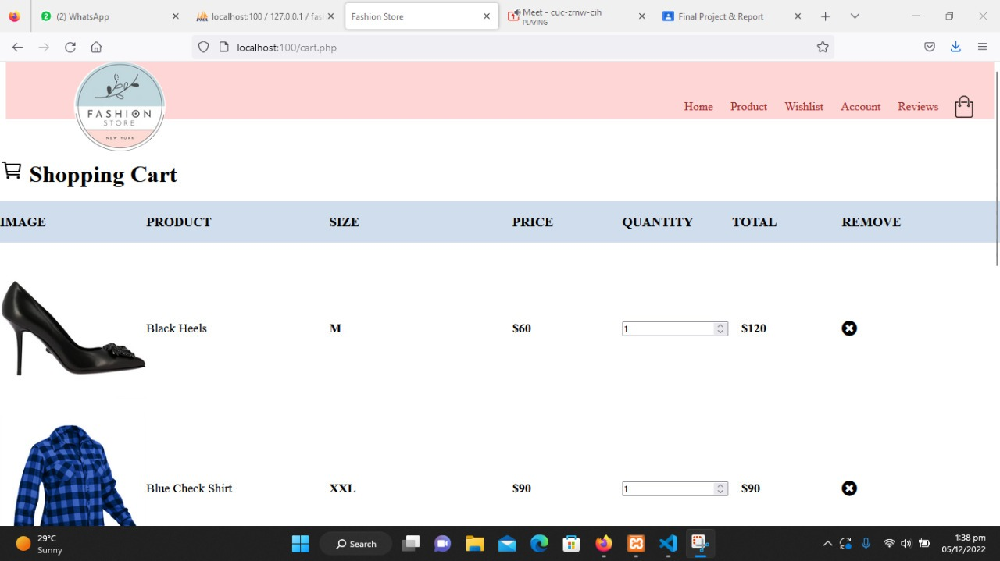 (2) WhatsApp
localhost:100 / 127.0.0.1 / fash
Fashion Store
Meet - cuc-zrnw-cih
PLAYING
Final Project & Report
localhost:100/cart.php
FASHION
STORE
NEW YORK
Home Product Wishlist Account Reviews
Shopping Cart
IMAGE PRODUCT SIZE PRICE QUANTITY TOTAL REMOVE
Black Heels M $60 1 $120
Blue Check Shirt XXL $90 1 $90
29°C
Sunny
Search
1:38 pm
05/12/2022